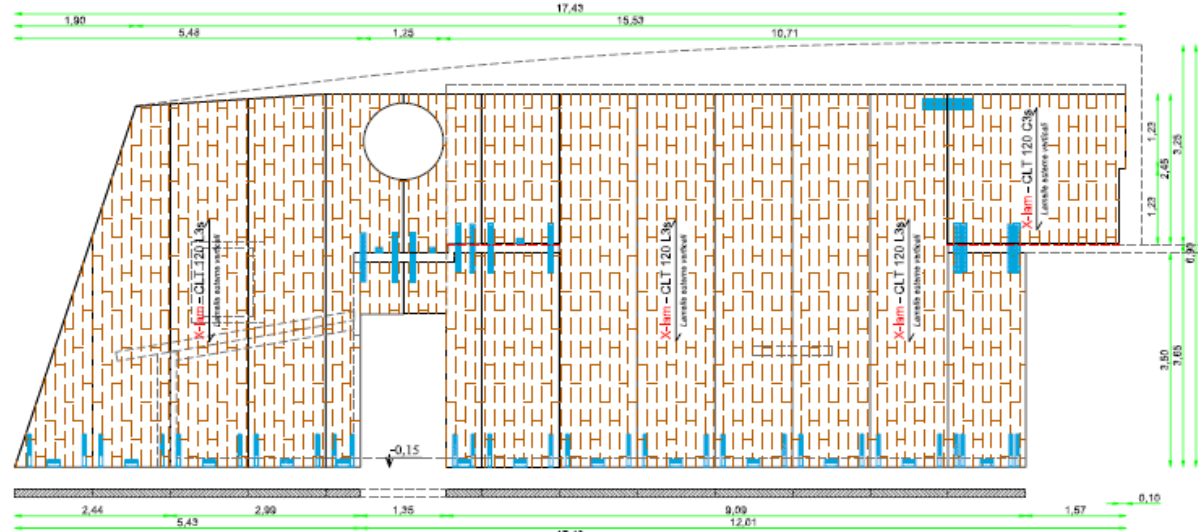 17,43
1,90
15,53
5,48
1,25
10,71
X-lam - CLT 120 L3s
Lamelle esterne verticali
X-lam - CLT 120 L3s
Lamelle esterne verticali
X-lam - CLT 120 L3s
Lamelle esterne verticali
X-lam - CLT 120 C3s
Lamelle esterne verticali
1,23
1,23
2,45
3,25
6,90
3,50
3,65
-0,15
2,44
2,99
1,35
9,09
1,57
0,10
5,43
12,01